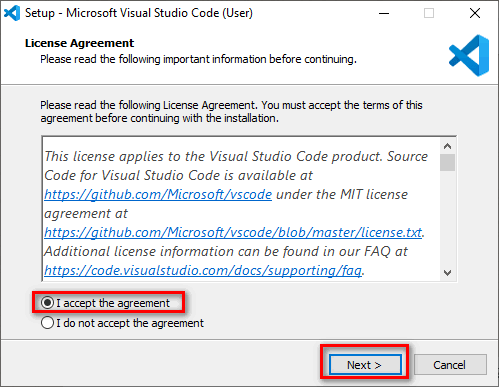 Setup - Microsoft Visual Studio Code (User)
License Agreement
Please read the following important information before continuing.
Please read the following License Agreement. You must accept the terms of this
agreement before continuing with the installation.
This license applies to the Visual Studio Code product. Source
Code for Visual Studio Code is available at
https://github.com/Microsoft/vscode under the MIT license
agreement at
https://github.com/Microsoft/vscode/blob/master/license.txt.
Additional license information can be found in our FAQ at
https://code.visualstudio.com/docs/supporting/faq.
I accept the agreement
I do not accept the agreement
Next >
Cancel